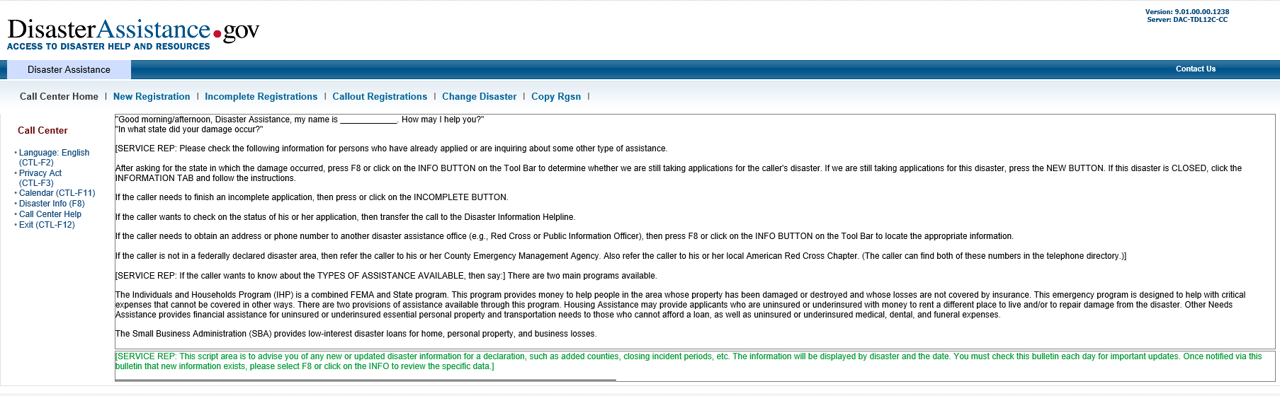 DisasterAssistance.gov
ACCESS TO DISASTER HELP AND RESOURCES
Version: 9.01.00.00.1238
Server: DAC-TDL12C-CC
Disaster Assistance
Contact Us
Call Center Home | New Registration | Incomplete Registrations | Callout Registrations | Change Disaster | Copy Rgsn |
Call Center
• Language: English
(CTL-F2)
• Privacy Act
(CTL-F3)
• Calendar (CTL-F11)
• Disaster Info (F8)
• Call Center Help
• Exit (CTL-F12)
"Good morning/afternoon, Disaster Assistance, my name is ____________. How may I help you?"
"In what state did your damage occur?"
[SERVICE REP: Please check the following information for persons who have already applied or are inquiring about some other type of assistance.
After asking for the state in which the damage occurred, press F8 or click on the INFO BUTTON on the Tool Bar to determine whether we are still taking applications for the caller's disaster. If we are still taking applications for this disaster, press the NEW BUTTON. If this disaster is CLOSED, click the
INFORMATION TAB and follow the instructions.
If the caller needs to finish an incomplete application, then press or click on the INCOMPLETE BUTTON.
If the caller wants to check on the status of his or her application, then transfer the call to the Disaster Information Helpline.
If the caller needs to obtain an address or phone number to another disaster assistance office (e.g., Red Cross or Public Information Officer), then press F8 or click on the INFO BUTTON on the Tool Bar to locate the appropriate information.
If the caller is not in a federally declared disaster area, then refer the caller to his or her County Emergency Management Agency. Also refer the caller to his or her local American Red Cross Chapter. (The caller can find both of these numbers in the telephone directory.)]
[SERVICE REP: If the caller wants to know about the TYPES OF ASSISTANCE AVAILABLE, then say:] There are two main programs available.
The Individuals and Households Program (IHP) is a combined FEMA and State program. This program provides money to help people in the area whose property has been damaged or destroyed and whose losses are not covered by insurance. This emergency program is designed to help with critical
expenses that cannot be covered in other ways. There are two provisions of assistance available through this program. Housing Assistance may provide applicants who are uninsured or underinsured with money to rent a different place to live and/or to repair damage from the disaster. Other Needs
Assistance provides financial assistance for uninsured or underinsured essential personal property and transportation needs to those who cannot afford a loan, as well as uninsured or underinsured medical, dental, and funeral expenses.
The Small Business Administration (SBA) provides low-interest disaster loans for home, personal property, and business losses.
[SERVICE REP: This script area is to advise you of any new or updated disaster information for a declaration, such as added counties, closing incident periods, etc. The information will be displayed by disaster and the date. You must check this bulletin each day for important updates. Once notified via this
bulletin that new information exists, please select F8 or click on the INFO to review the specific data.]